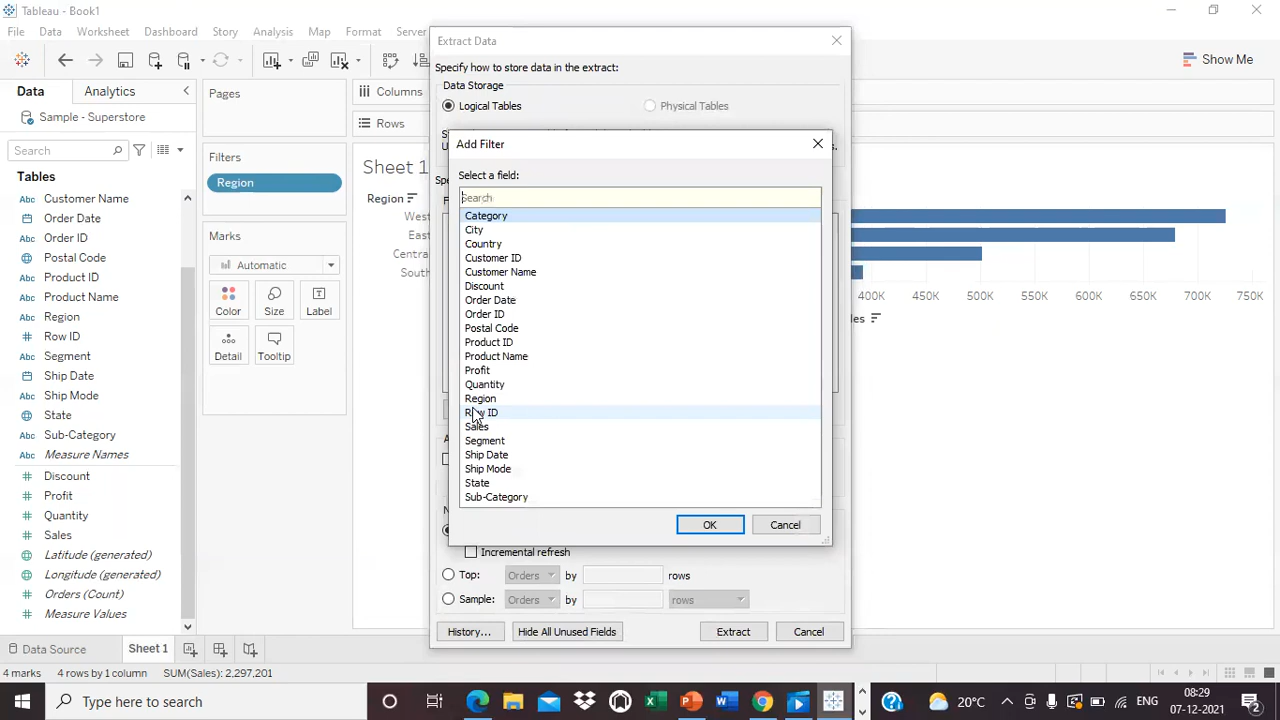 Tableau - Book1
File Data Worksheet Dashboard Story Analysis Map Format Server
Show Me
Data Analytics
Sample - Superstore
Search
Tables
Customer Name
Order Date
Order ID
Postal Code
Product ID
Product Name
Region
Row ID
Segment
Ship Date
Ship Mode
State
Sub-Category
Measure Names
Discount
Profit
Quantity
Sales
Latitude (generated)
Longitude (generated)
Orders (Count)
Measure Values
Pages
Filters
Region
Marks
Automatic
Color Size Label
Detail Tooltip
Columns
Rows
Sheet 1
Region
West
East
Central
South
400K 450K 500K 550K 600K 650K 700K 750K
Extract Data
Specify how to store data in the extract:
Data Storage
Logical Tables Physical Tables
Add Filter
Select a field:
Search
Category
City
Country
Customer ID
Customer Name
Discount
Order Date
Order ID
Postal Code
Product ID
Product Name
Profit
Quantity
Region
Row ID
Sales
Segment
Ship Date
Ship Mode
State
Sub-Category
OK Cancel
Incremental refresh
Top: Orders by rows
Sample: Orders by rows
History... Hide All Unused Fields Extract Cancel
Data Source Sheet 1
4 marks 4 rows by 1 column SUM(Sales): 2,297,201
Type here to search
20°C ENG 08:29
07-12-2021
2